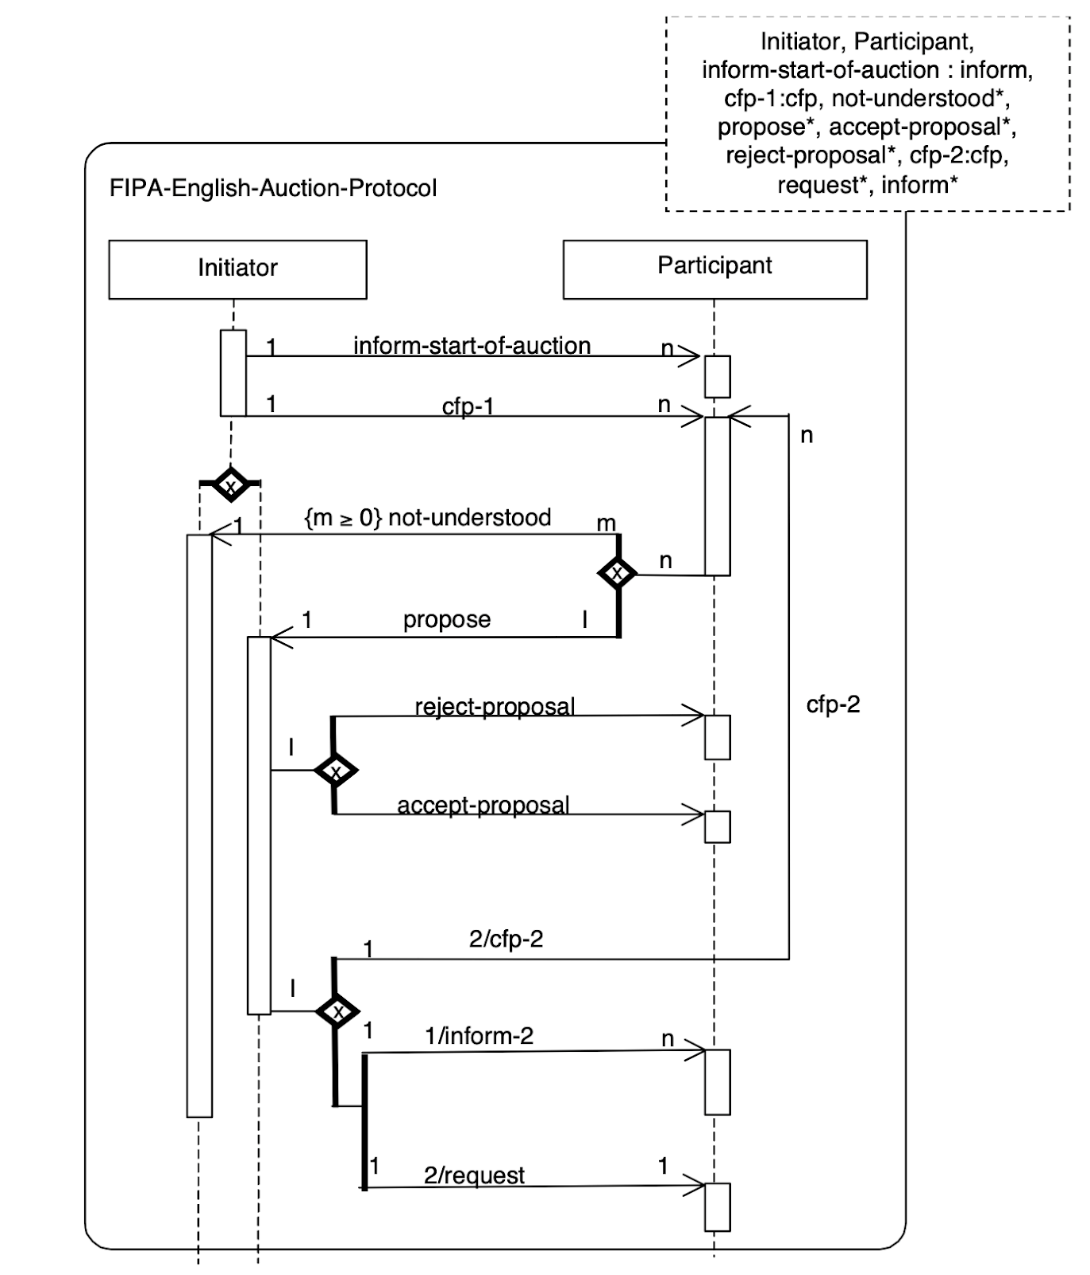 Initiator, Participant,
inform-start-of-auction : inform,
cfp-1:cfp, not-understood*,
propose*, accept-proposal*,
reject-proposal*, cfp-2:cfp,
request*, inform*
FIPA-English-Auction-Protocol
Initiator
Participant
1 inform-start-of-auction n
1 cfp-1 n
n
x
1 {m ≥ 0} not-understood m
x n
1 propose l
reject-proposal
cfp-2
l
x
accept-proposal
1 2/cfp-2
l
x
1 1/inform-2 n
1 2/request 1